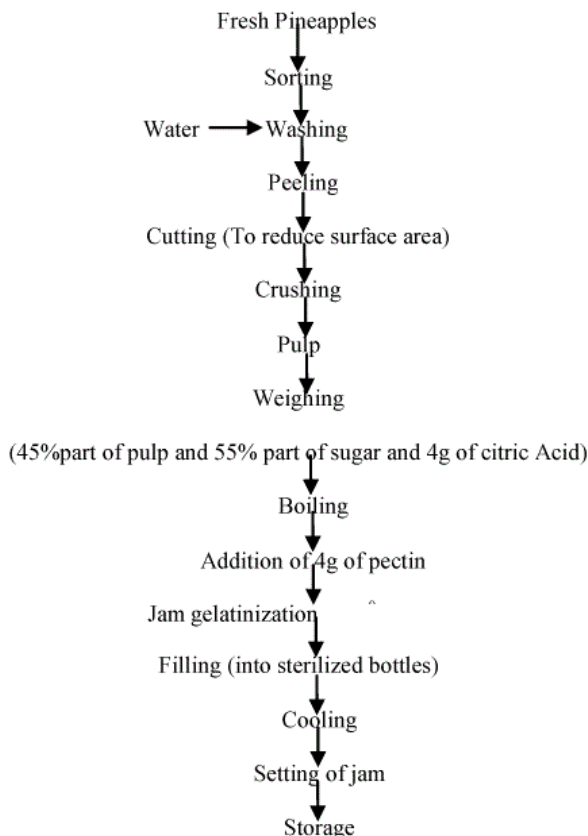 Fresh Pineapples
Sorting
Water Washing
Peeling
Cutting (To reduce surface area)
Crushing
Pulp
Weighing
(45%part of pulp and 55% part of sugar and 4g of citric Acid)
Boiling
Addition of 4g of pectin
Jam gelatinization
Filling (into sterilized bottles)
Cooling
Setting of jam
Storage